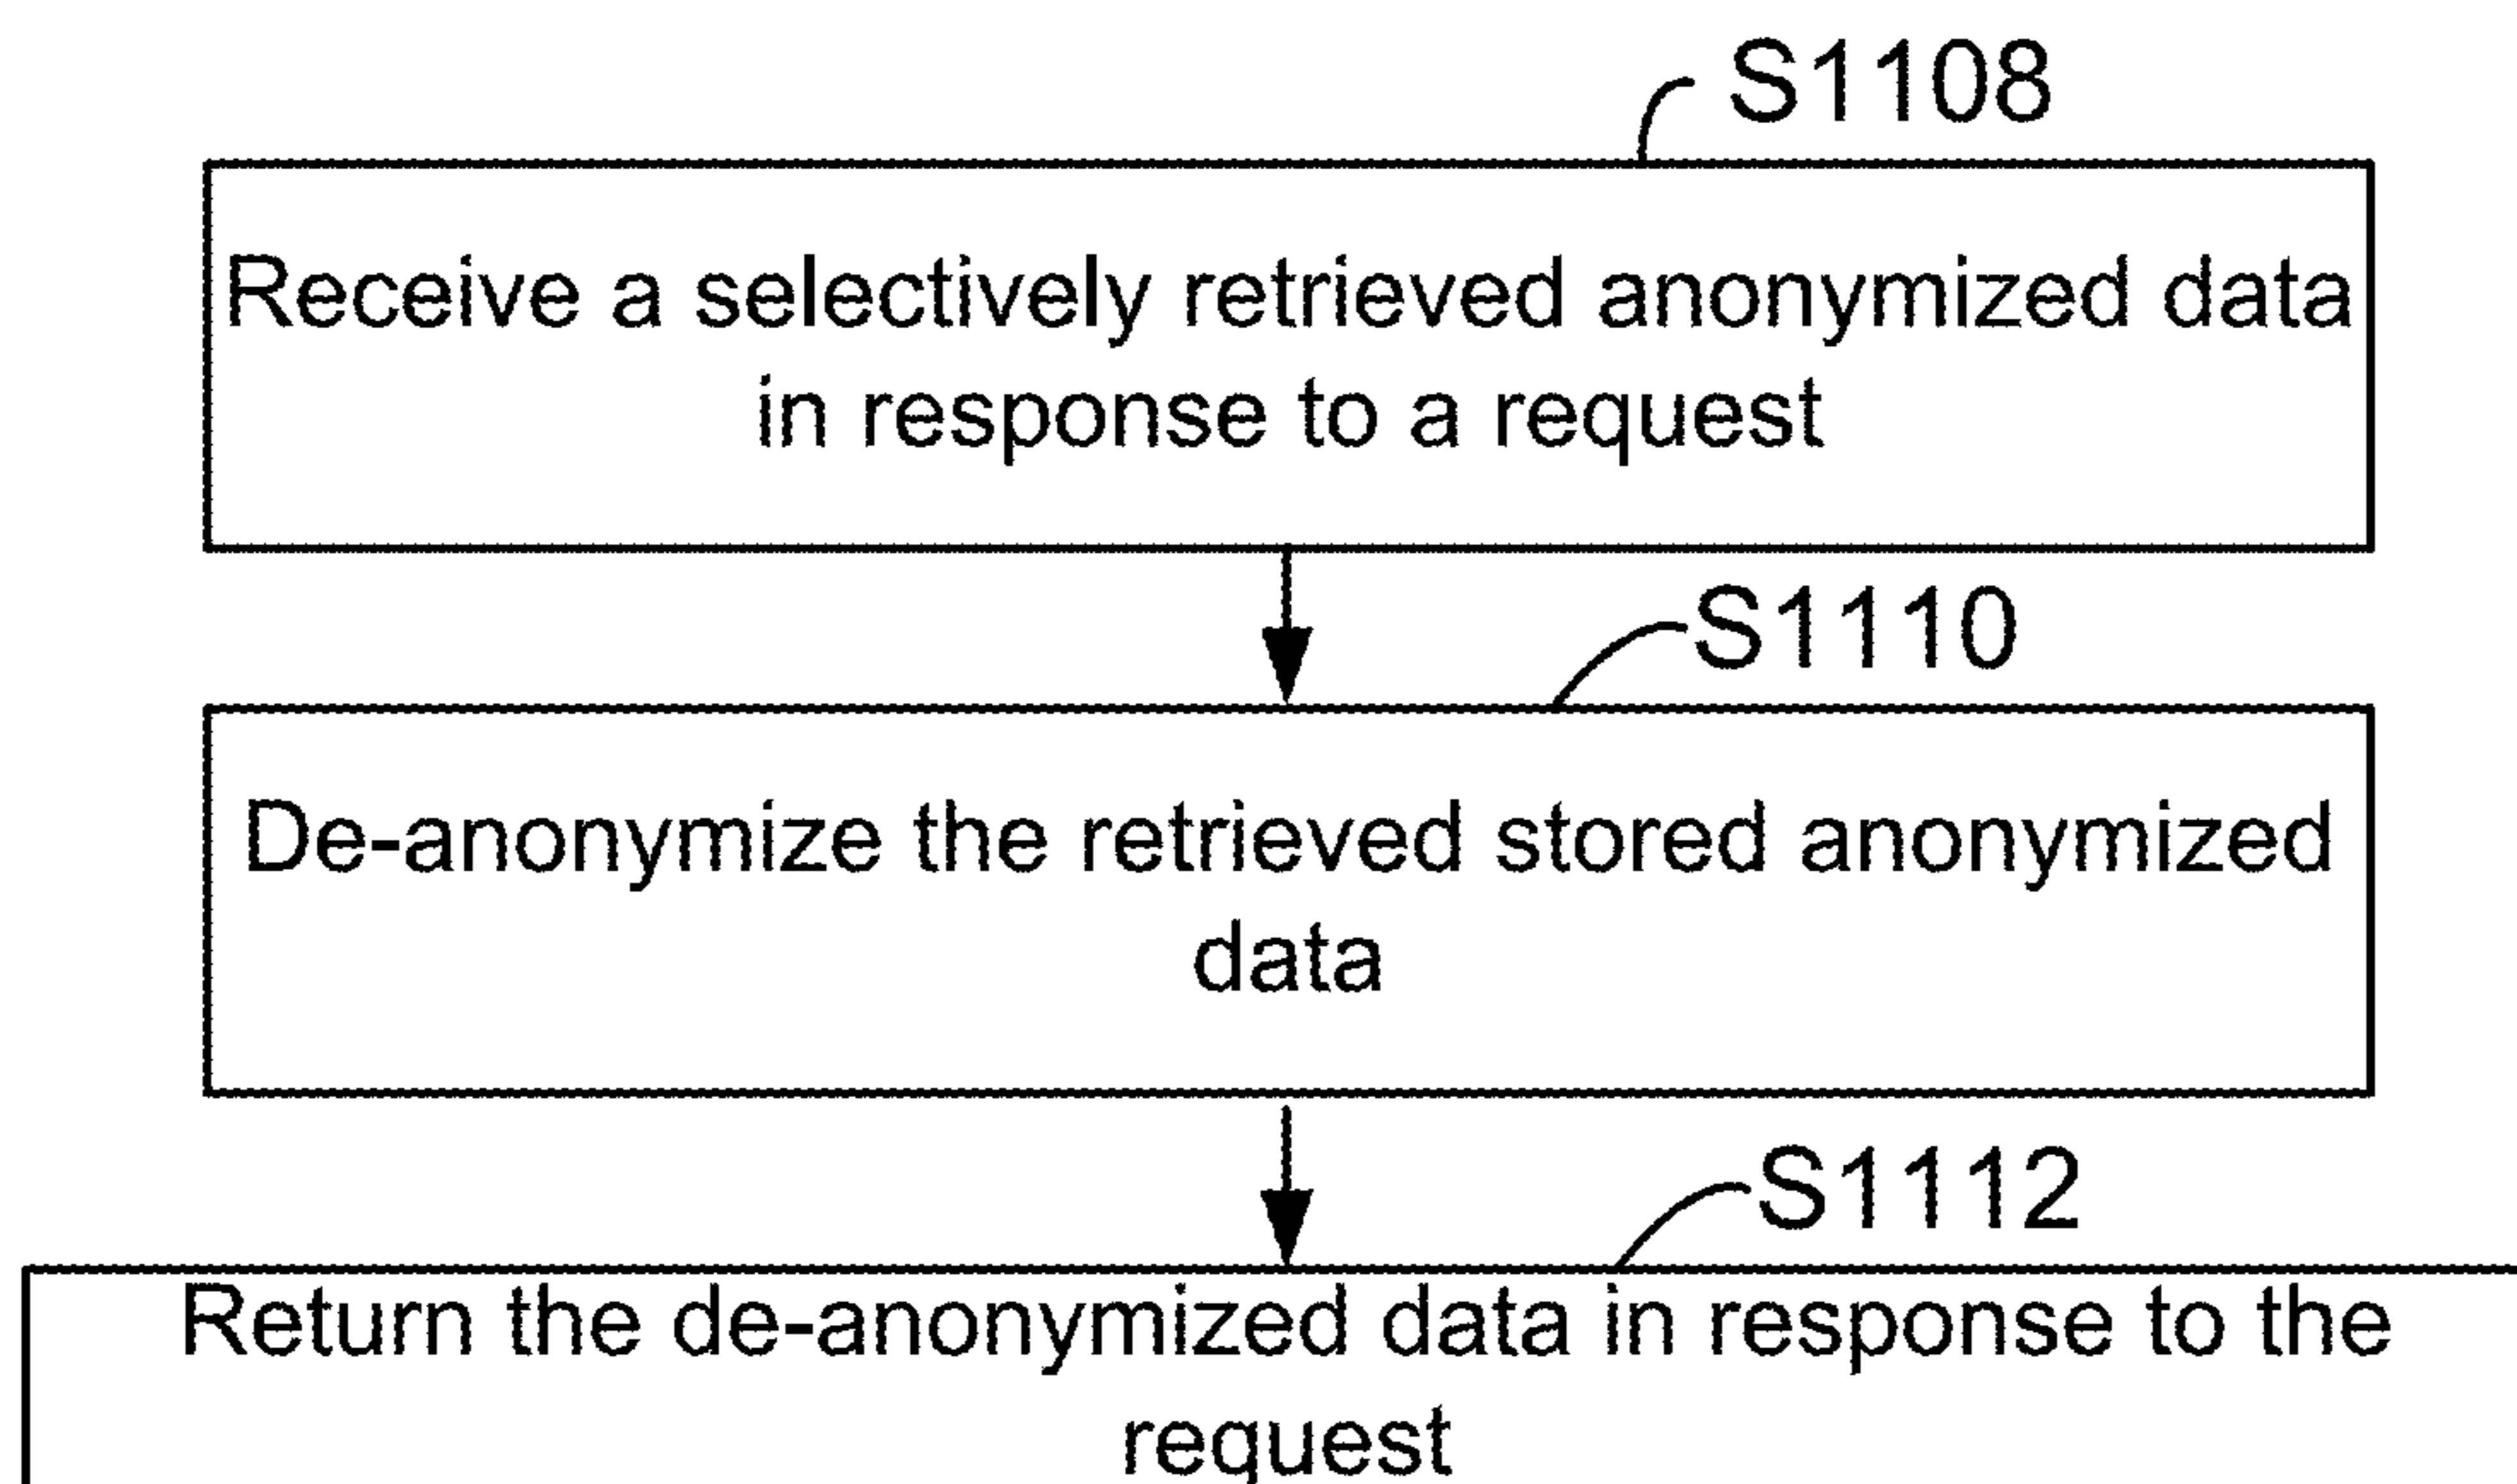 S1108
Receive a selectively retrieved anonymized data
in response to a request
S1110
De-anonymize the retrieved stored anonymized
data
S1112
Return the de-anonymized data in response to the
request